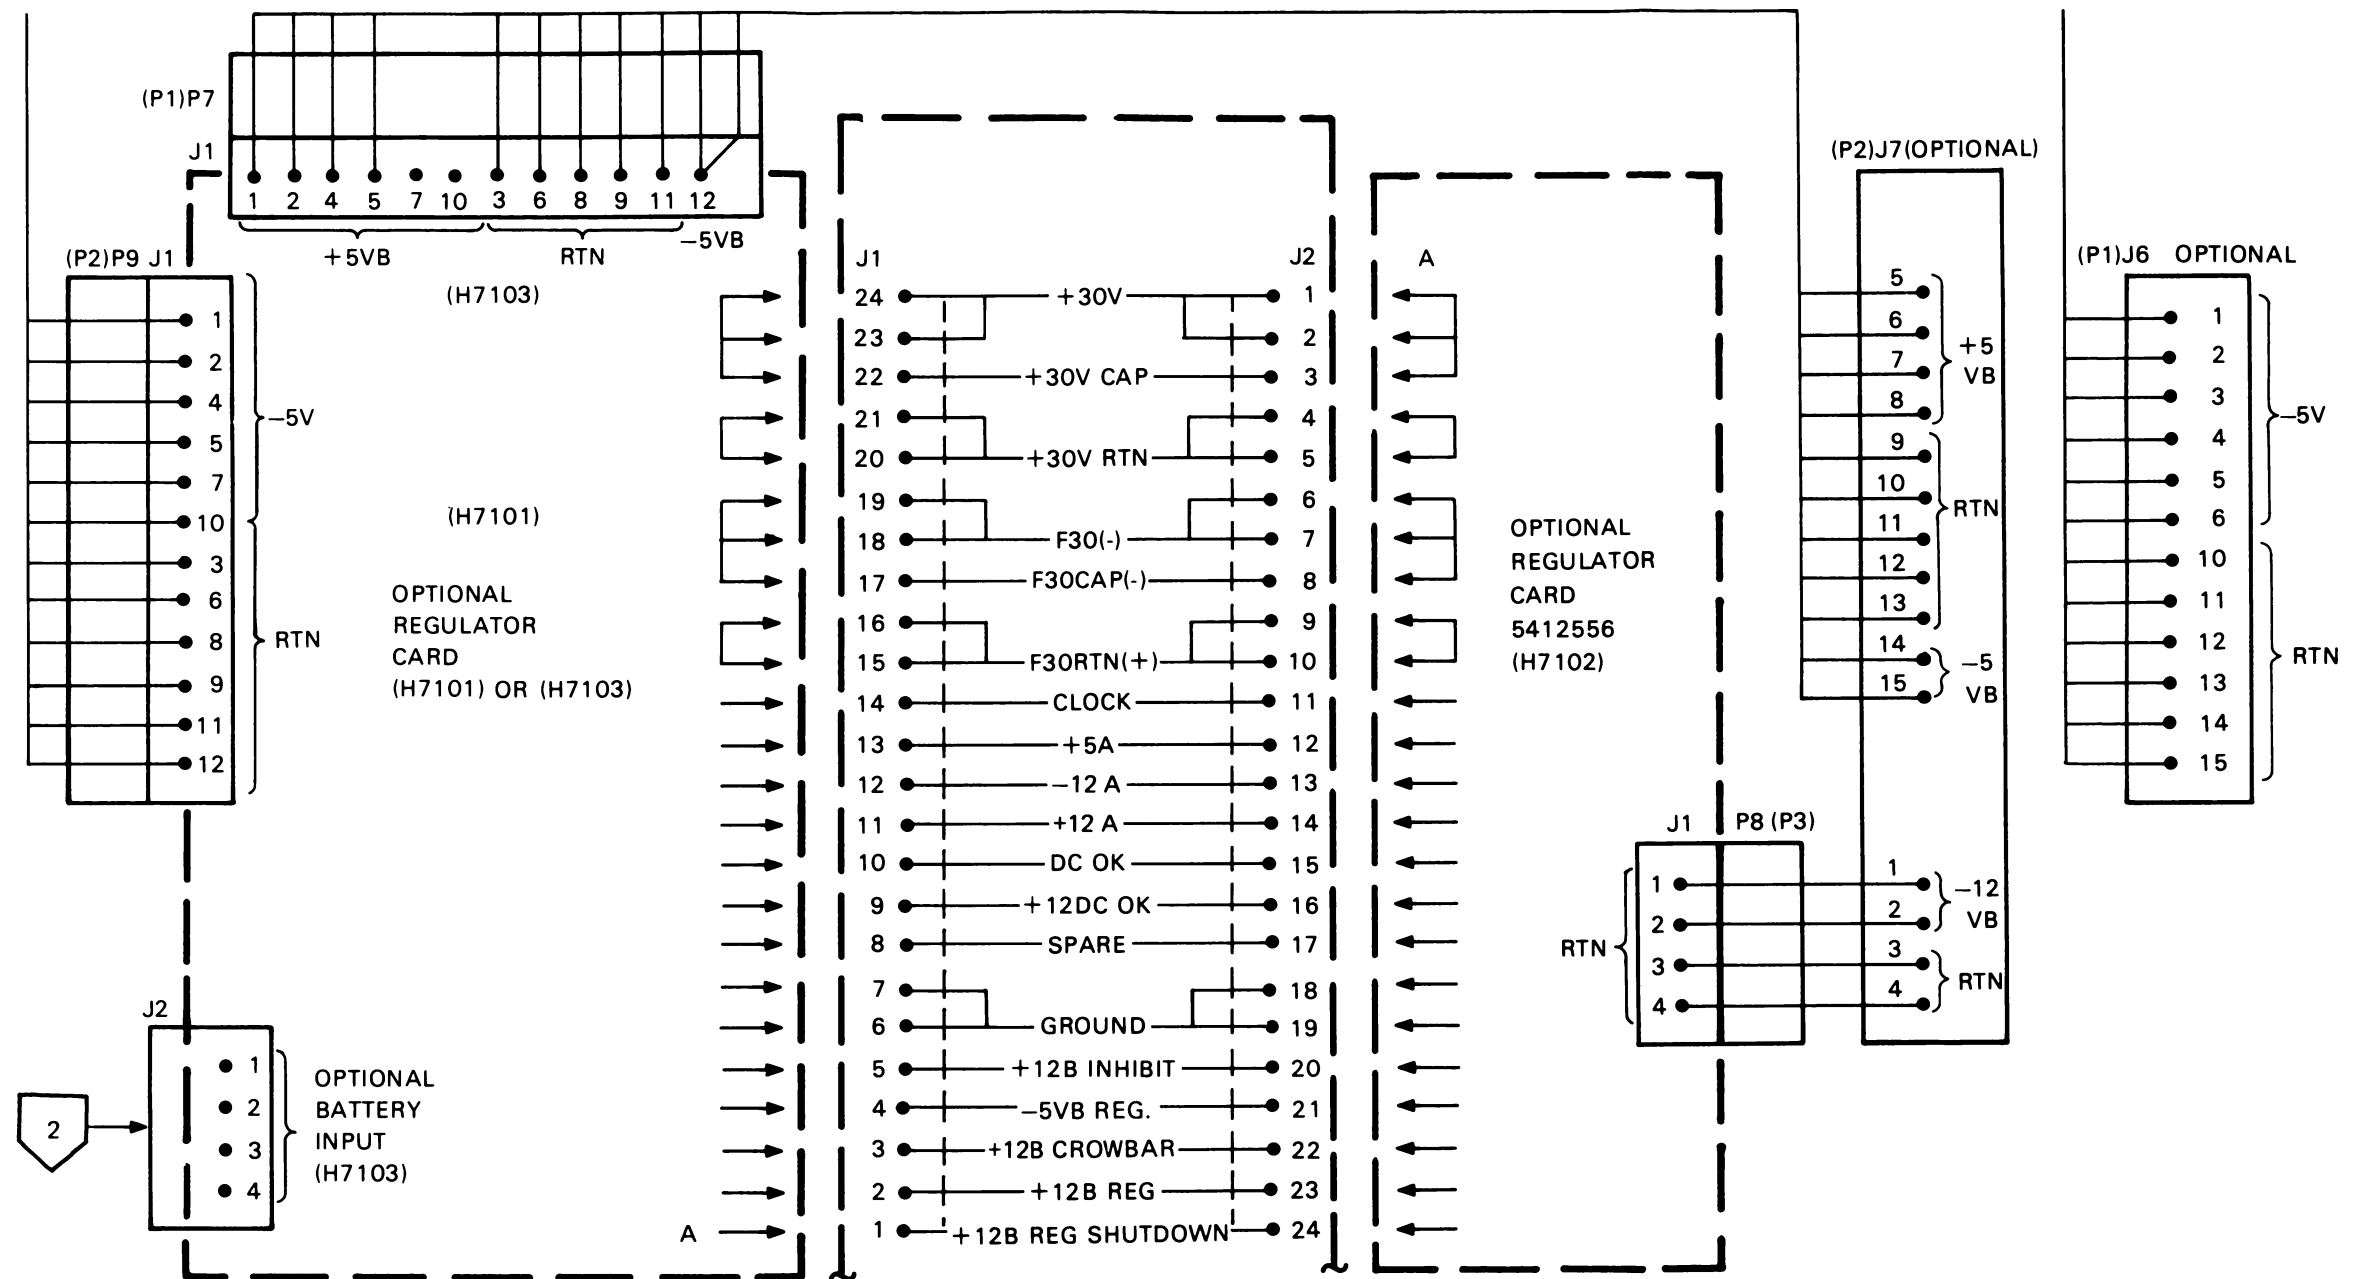 (P1)P7
J1
1 2 4 5 7 10 3 6 8 9 11 12
+5VB
RTN
−5VB
(P2)P9 J1
1
2
4
5
7
10
3
6
8
9
11
12
−5V
RTN
(H7103)
(H7101)
OPTIONAL
REGULATOR
CARD
(H7101) OR (H7103)
J2
1
2
3
4
2
OPTIONAL
BATTERY
INPUT
(H7103)
A
J1 J2
24 +30V 1
23 2
22 +30V CAP 3
21 4
20 +30V RTN 5
19 6
18 F30(-) 7
17 F30CAP(-) 8
16 9
15 F30RTN(+) 10
14 CLOCK 11
13 +5A 12
12 −12 A 13
11 +12 A 14
10 DC OK 15
9 +12DC OK 16
8 SPARE 17
7 18
6 GROUND 19
5 +12B INHIBIT 20
4 −5VB REG. 21
3 +12B CROWBAR 22
2 +12B REG 23
1 +12B REG SHUTDOWN 24
A
OPTIONAL
REGULATOR
CARD
5412556
(H7102)
J1 P8 (P3)
1
2
3
4
RTN
(P2)J7(OPTIONAL)
5
6
7
8
+5
VB
9
10
11
12
13
RTN
14
15
−5
VB
1
2
−12
VB
3
4
RTN
(P1)J6 OPTIONAL
1
2
3
4
5
6
−5V
10
11
12
13
14
15
RTN